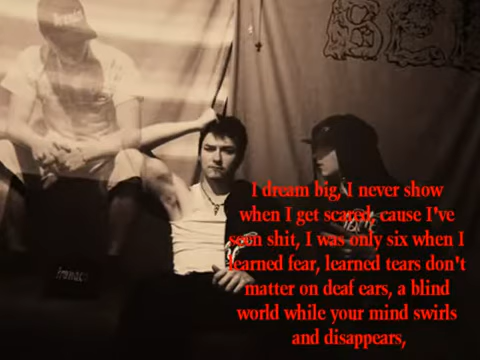 I dream big, I never show
when I get scared, cause I've
seen shit, I was only six when I
learned fear, learned tears don't
matter on deaf ears, a blind
world while your mind swirls
and disappears,